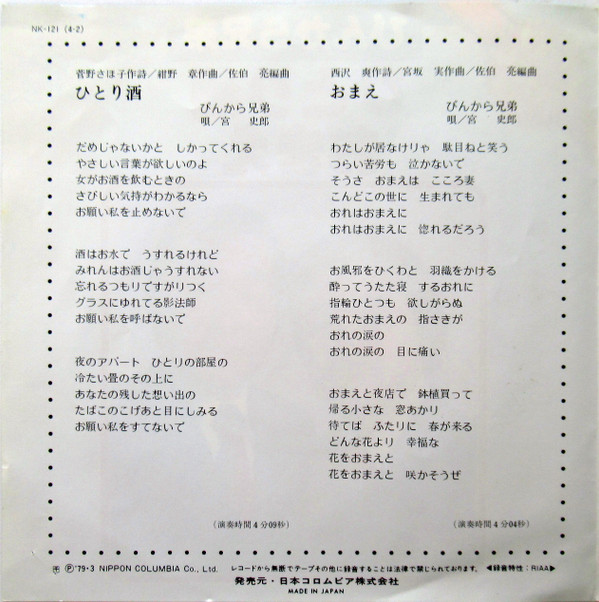 NK-121 (4-2)
菅野さほ子作詩/紺野 章作曲/佐伯 亮編曲
ひとり酒
ぴんから兄弟
唄/宮 史郎
だめじゃないかと しかってくれる
やさしい言葉が欲しいのよ
女がお酒を飲むときの
さびしい気持がわかるなら
お願い私を止めないで
酒はお水で うすれるけれど
みれんはお酒じゃうすれない
忘れるつもりですがりつく
グラスにゆれてる影法師
お願い私を呼ばないで
夜のアパート ひとりの部屋の
冷たい畳のその上に
あなたの残した想い出の
たばこのこげあと目にしみる
お願い私をすてないで
(演奏時間4分09秒)
西沢 爽作詩/宮坂 実作曲/佐伯 亮編曲
おまえ
ぴんから兄弟
唄/宮 史郎
わたしが居なけりゃ 駄目ねと笑う
つらい苦労も 泣かないで
そうさ おまえは こころ妻
こんどこの世に 生まれても
おれはおまえに
おれはおまえに 惚れるだろう
お風邪をひくわと 羽織をかける
酔ってうたた寝 するおれに
指輪ひとつも 欲しがらぬ
荒れたおまえの 指さきが
おれの涙の
おれの涙の 目に痛い
おまえと夜店で 鉢植買って
帰る小さな 窓あかり
待てば ふたりに 春が来る
どんな花より 幸福な
花をおまえと
花をおまえと 咲かそうぜ
(演奏時間4分04秒)
Ⓟ'79・3 NIPPON COLUMBIA Co., Ltd. レコードから無断でテープその他に録音することは法律で禁じられております。 ◀録音特性:RIAA▶
発売元・日本コロムビア株式会社
MADE IN JAPAN